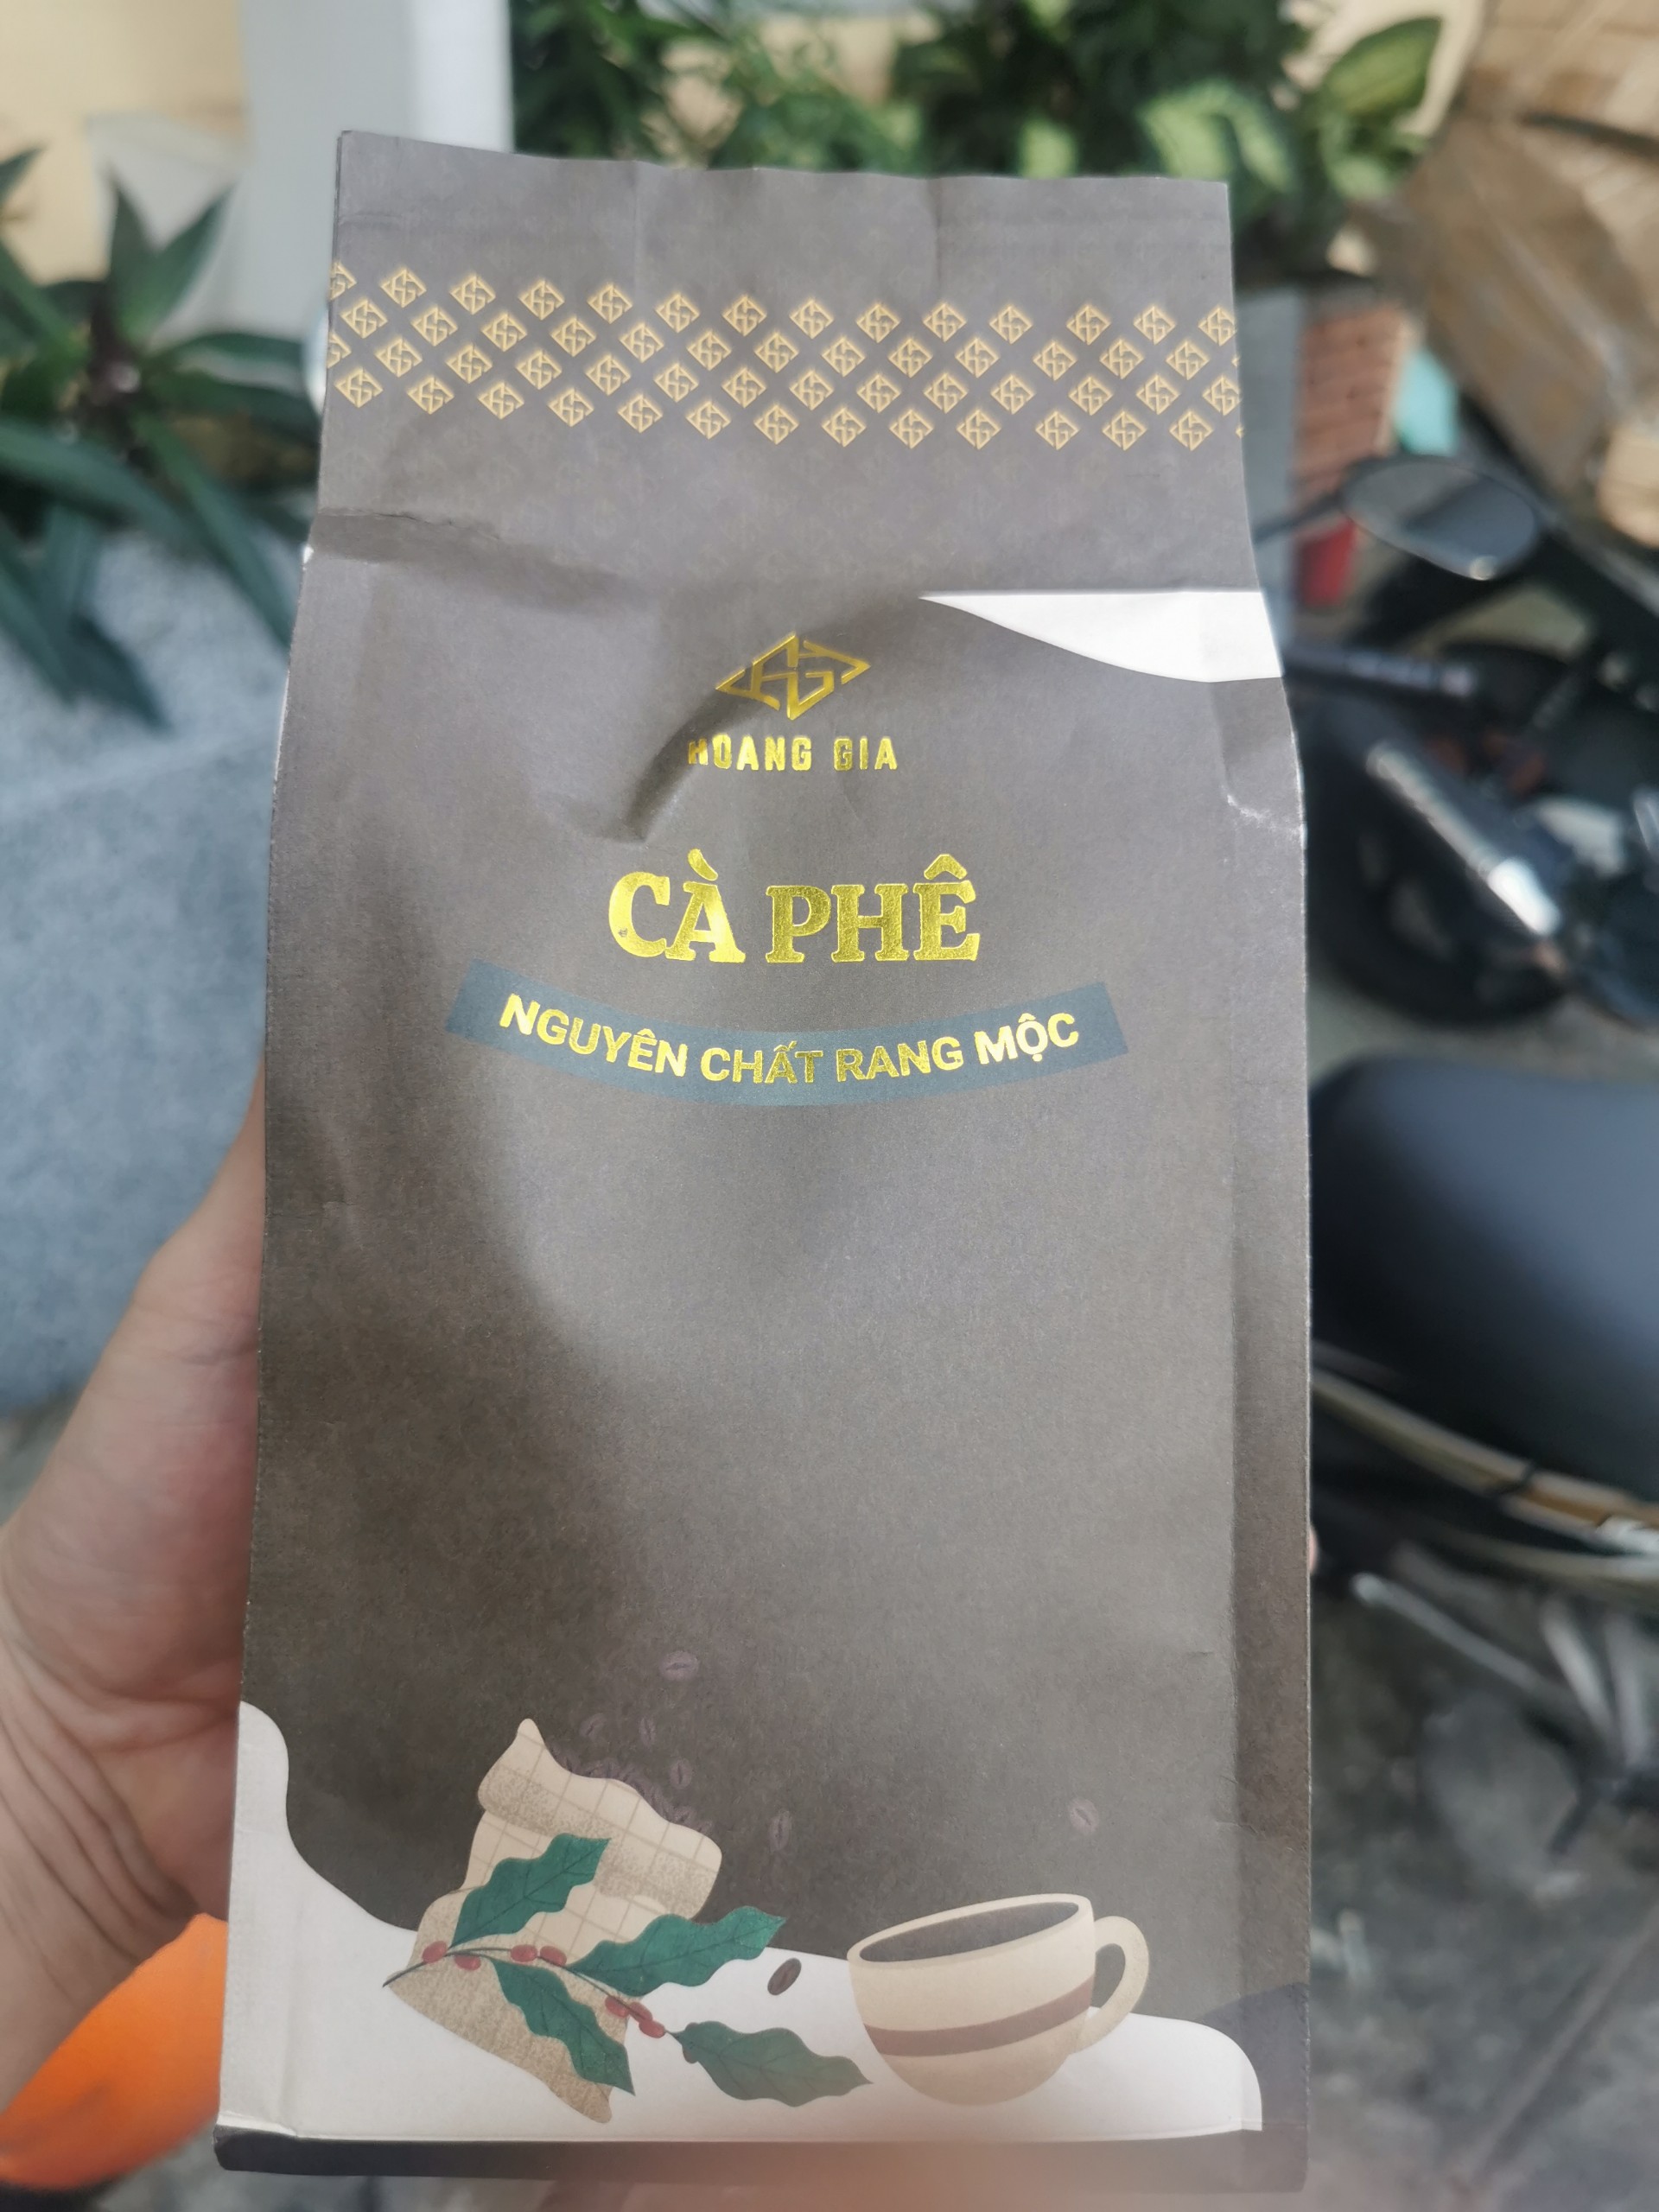 HOANG GIA
CÀ PHÊ
NGUYÊN CHẤT RANG MỘC